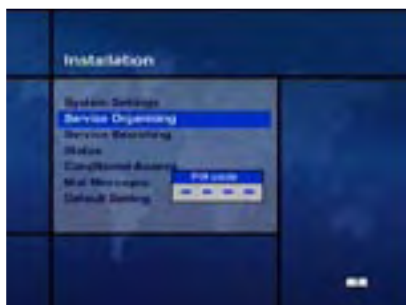 Installation
System Settings
Service Organising
Service Searching
Status
Conditional Access
Mail Messages
Default Setting
PIN code